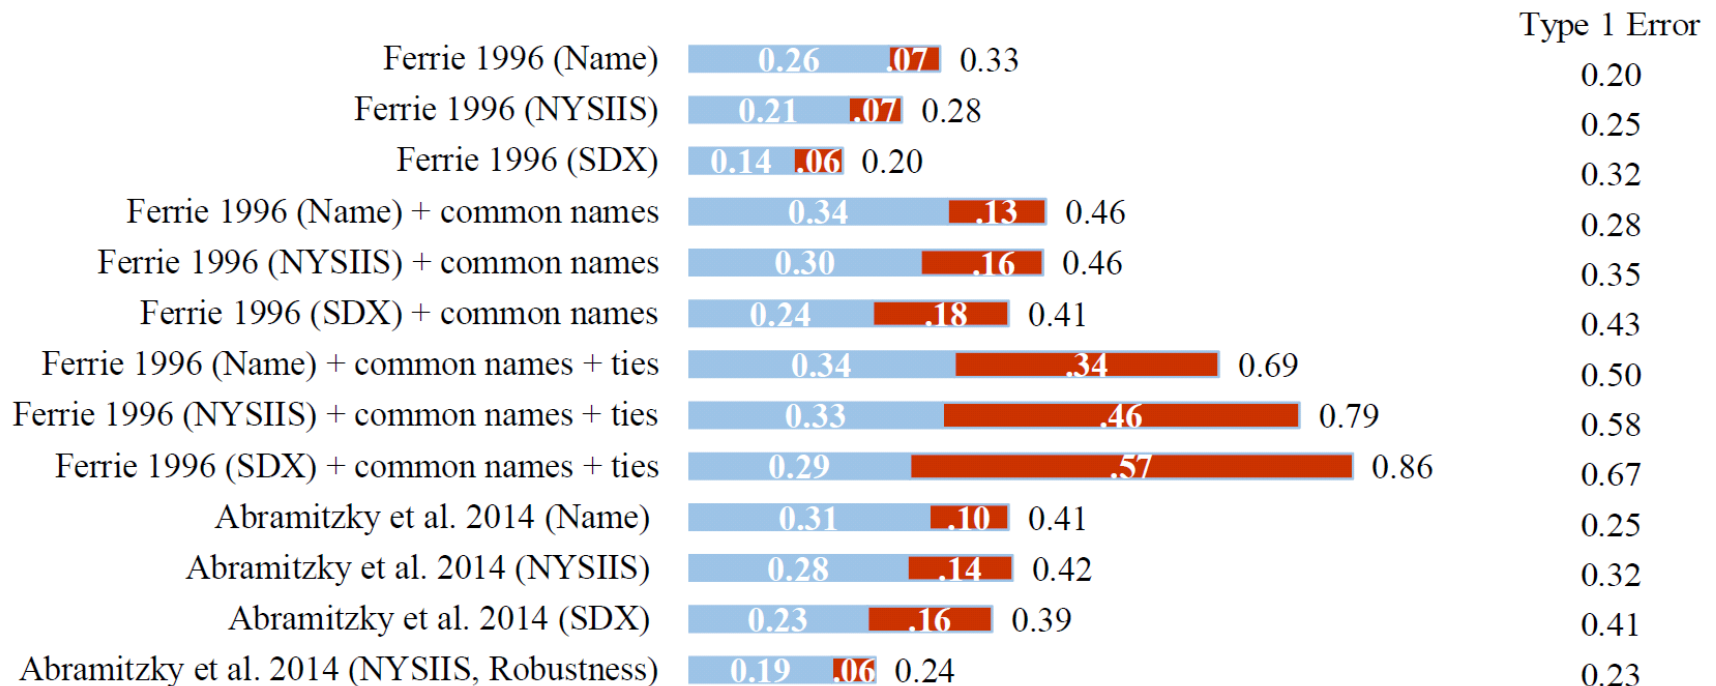 Type 1 Error
Ferrie 1996 (Name) 0.26 .07 0.33 0.20
Ferrie 1996 (NYSIIS) 0.21 .07 0.28 0.25
Ferrie 1996 (SDX) 0.14 .06 0.20 0.32
Ferrie 1996 (Name) + common names 0.34 .13 0.46 0.28
Ferrie 1996 (NYSIIS) + common names 0.30 .16 0.46 0.35
Ferrie 1996 (SDX) + common names 0.24 .18 0.41 0.43
Ferrie 1996 (Name) + common names + ties 0.34 .34 0.69 0.50
Ferrie 1996 (NYSIIS) + common names + ties 0.33 .46 0.79 0.58
Ferrie 1996 (SDX) + common names + ties 0.29 .57 0.86 0.67
Abramitzky et al. 2014 (Name) 0.31 .10 0.41 0.25
Abramitzky et al. 2014 (NYSIIS) 0.28 .14 0.42 0.32
Abramitzky et al. 2014 (SDX) 0.23 .16 0.39 0.41
Abramitzky et al. 2014 (NYSIIS, Robustness) 0.19 .06 0.24 0.23